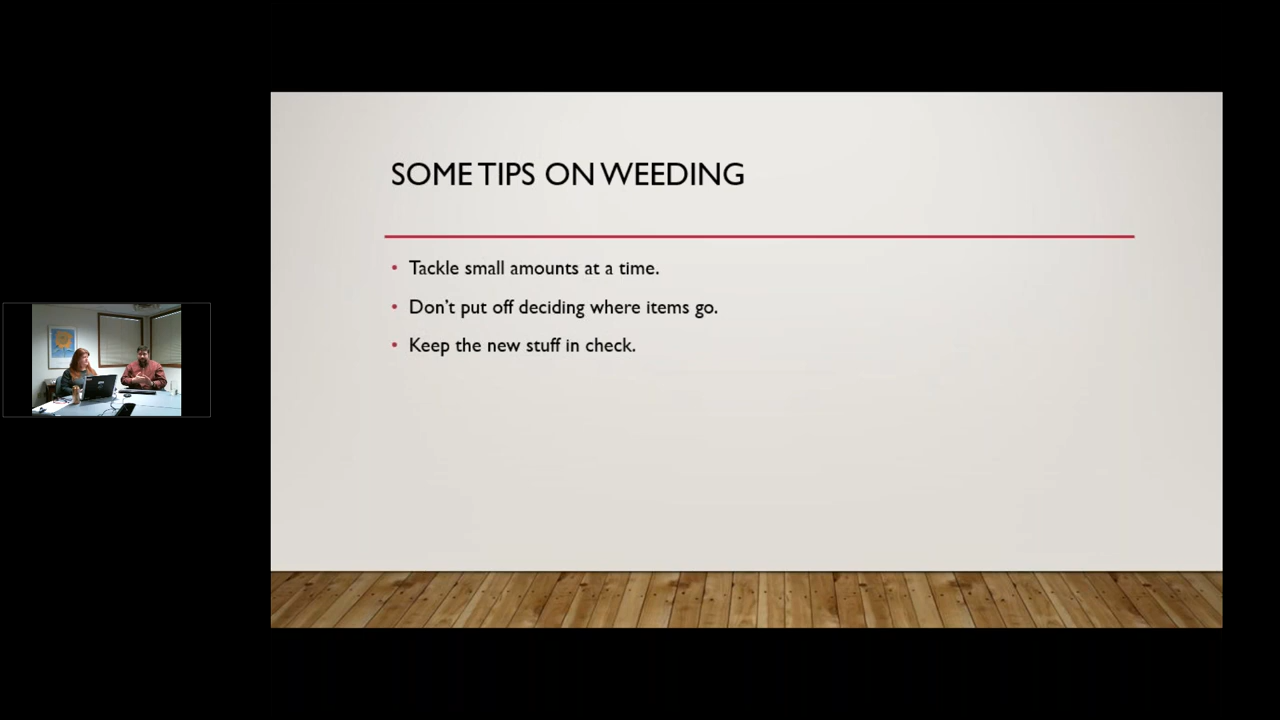 SOME TIPS ON WEEDING
• Tackle small amounts at a time.
• Don't put off deciding where items go.
• Keep the new stuff in check.